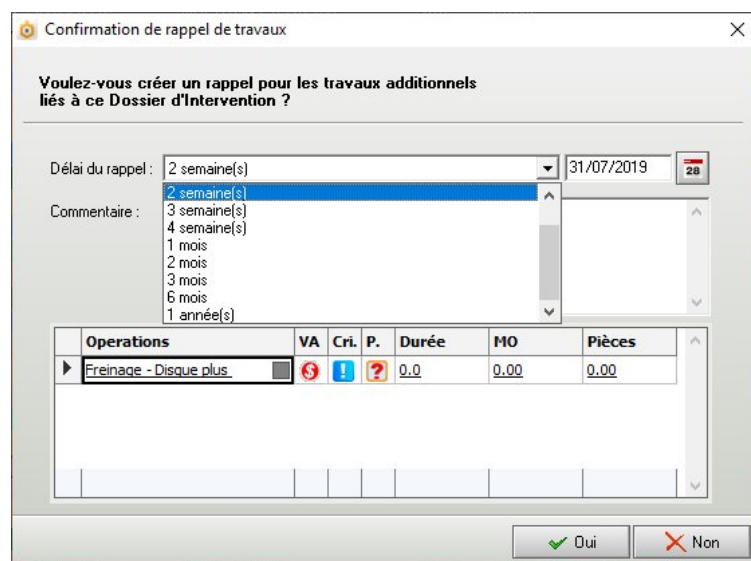 Confirmation de rappel de travaux
Voulez-vous créer un rappel pour les travaux additionnels
liés à ce Dossier d'Intervention ?
Délai du rappel : 2 semaine(s) 31/07/2019 28
2 semaine(s)
Commentaire : 3 semaine(s)
4 semaine(s)
1 mois
2 mois
3 mois
6 mois
1 année(s)
Operations VA Cri. P. Durée MO Pièces
Freinage - Disque plus $ ! ? 0.0 0.00 0.00
Oui Non